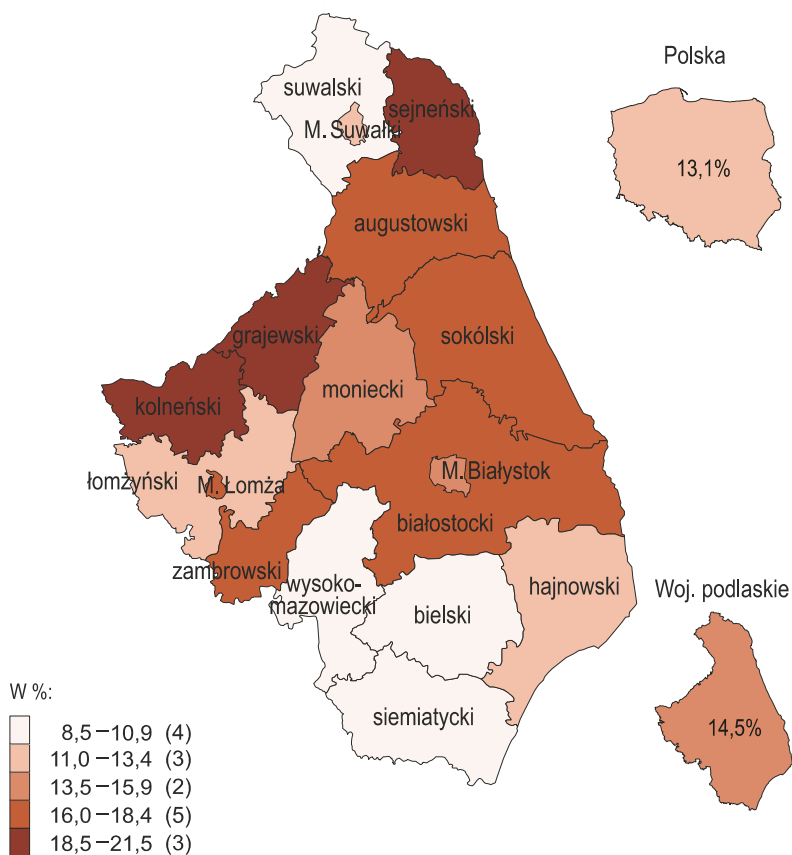 Polska
13,1%
suwalski
sejneński
M. Suwałki
augustowski
sokólski
grajewski
moniecki
kolneński
łomżyński
M. Łomża
M. Białystok
białostocki
zambrowski
wysoko-
mazowiecki
bielski
hajnowski
siemiatycki
Woj. podlaskie
14,5%
W %:
8,5–10,9 (4)
11,0–13,4 (3)
13,5–15,9 (2)
16,0–18,4 (5)
18,5–21,5 (3)